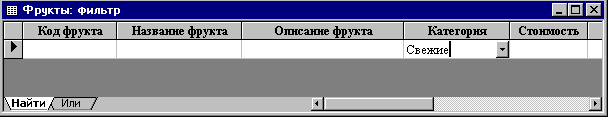 Фрукты: фильтр
Код фрукта Название фрукта Описание фрукта Категория Стоимость
Свежие
Найти Или